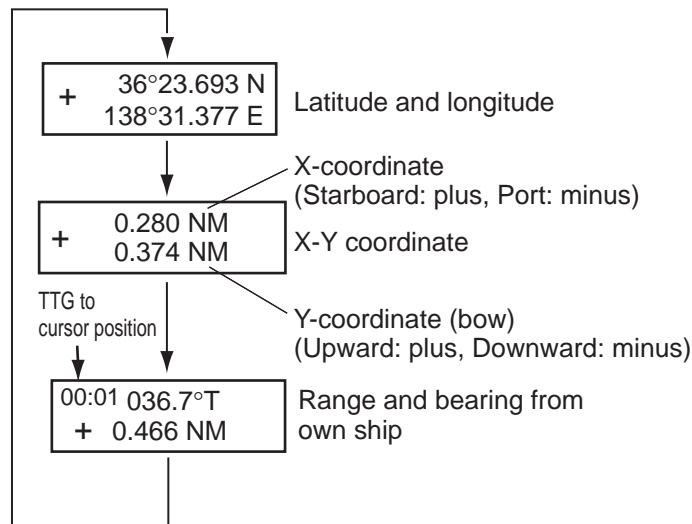 + 36°23.693 N
138°31.377 E
Latitude and longitude
X-coordinate
(Starboard: plus, Port: minus)
+ 0.280 NM
0.374 NM
X-Y coordinate
TTG to
cursor position
Y-coordinate (bow)
(Upward: plus, Downward: minus)
00:01 036.7°T
+ 0.466 NM
Range and bearing from
own ship